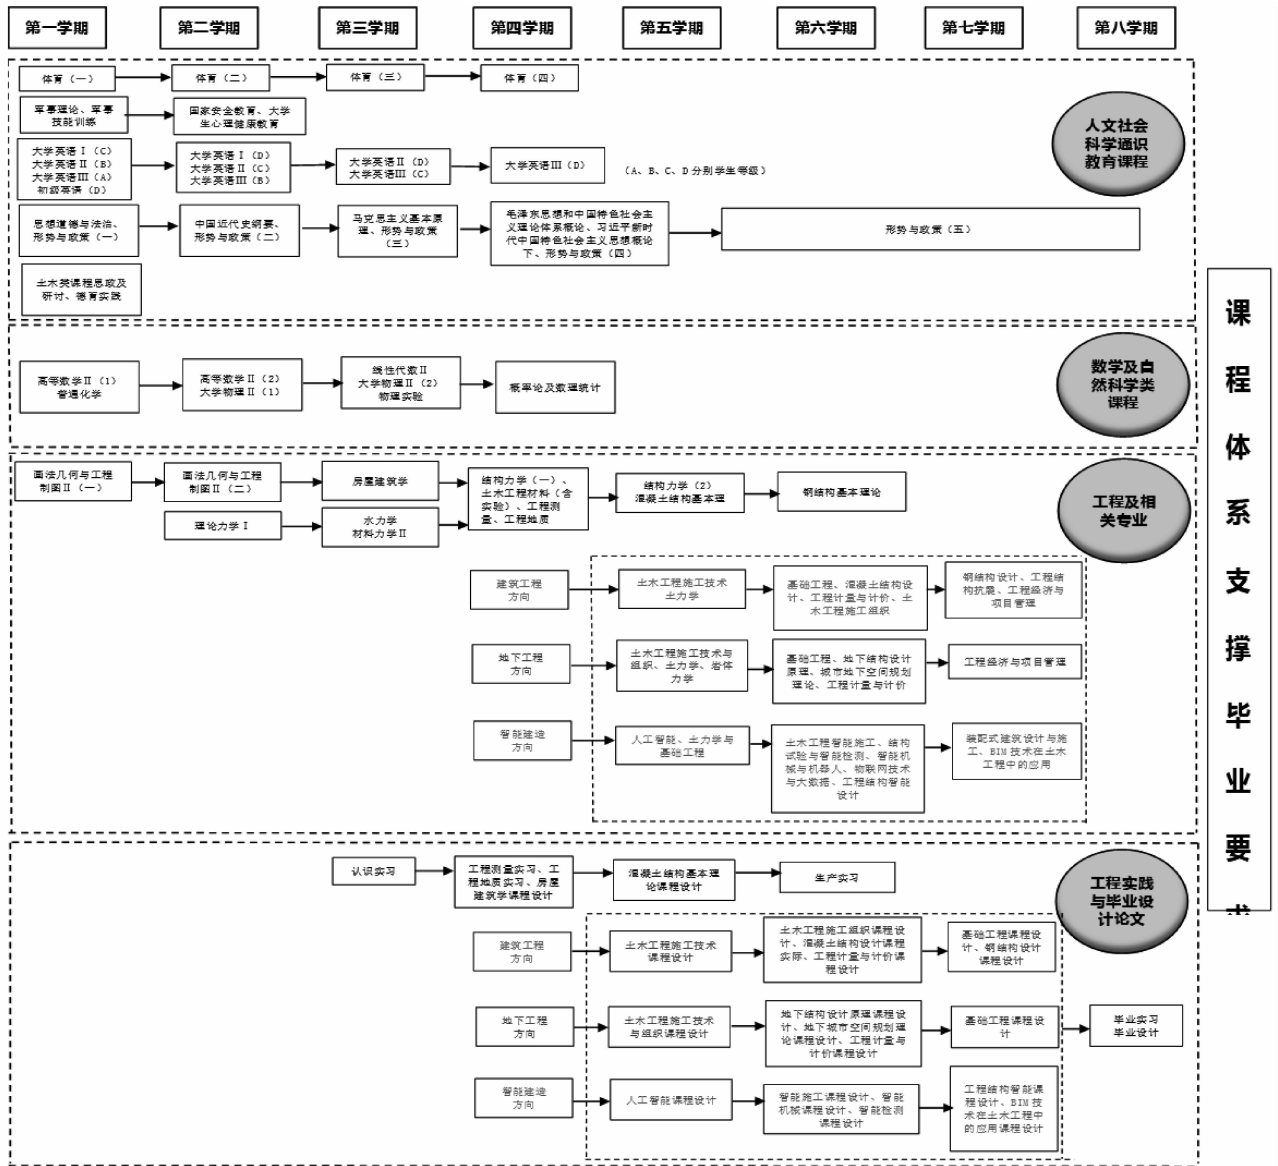 第一学期
第二学期
第三学期
第四学期
第五学期
第六学期
第七学期
第八学期
体育（一）
体育（二）
体育（三）
体育（四）
军事理论、军事
技能训练
国家安全教育、大学
生心理健康教育
大学英语Ⅰ（C）
大学英语Ⅱ（B）
大学英语Ⅲ（A）
初级英语（D）
大学英语Ⅰ（D）
大学英语Ⅱ（C）
大学英语Ⅲ（B）
大学英语Ⅱ（D）
大学英语Ⅲ（C）
大学英语Ⅲ（D）
（A、B、C、D分别学生等级）
思想道德与法治、
形势与政策（一）
中国近代史纲要、
形势与政策（二）
马克思主义基本原
理、形势与政策
（三）
毛泽东思想和中国特色社会主
义理论体系概论、习近平新时
代中国特色社会主义思想概论
下、形势与政策（四）
形势与政策（五）
土木类课程思政及
研讨、德育实践
人文社会
科学通识
教育课程
高等数学Ⅱ（1）
普通化学
高等数学Ⅱ（2）
大学物理Ⅱ（1）
线性代数Ⅱ
大学物理Ⅱ（2）
物理实验
概率论及数理统计
数学及自
然科学类
课程
画法几何与工程
制图Ⅱ（一）
画法几何与工程
制图Ⅱ（二）
房屋建筑学
结构力学（一）、
土木工程材料（含
实验）、工程测
量、工程地质
结构力学（2）
混凝土结构基本理
钢结构基本理论
理论力学Ⅰ
水力学
材料力学Ⅱ
工程及相
关专业
建筑工程
方向
土木工程施工技术
土力学
基础工程、混凝土结构设
计、工程计量与计价、土
木工程施工组织
钢结构设计、工程结
构抗震、工程经济与
项目管理
地下工程
方向
土木工程施工技术与
组织、土力学、岩体
力学
基础工程、地下结构设计
原理、城市地下空间规划
理论、工程计量与计价
工程经济与项目管理
智能建造
方向
人工智能、土力学与
基础工程
土木工程智能施工、结构
试验与智能检测、智能机
械与机器人、物联网技术
与大数据、工程结构智能
设计
装配式建筑设计与施
工、BIM技术在土木
工程中的应用
认识实习
工程测量实习、工
程地质实习、房屋
建筑学课程设计
混凝土结构基本理
论课程设计
生产实习
工程实践
与毕业设
计论文
建筑工程
方向
土木工程施工技术
课程设计
土木工程施工组织课程设
计、混凝土结构设计课程
实际、工程计量与计价课
程设计
基础工程课程设
计、钢结构设计
课程设计
地下工程
方向
土木工程施工技术
与组织课程设计
地下结构设计原理课程设
计、地下城市空间规划理
论课程设计、工程计量与
计价课程设计
基础工程课程设
计
毕业实习
毕业设计
智能建造
方向
人工智能课程设计
智能施工课程设计、智能
机械课程设计、智能检测
课程设计
工程结构智能课
程设计、BIM技
术在土木工程中
的应用课程设计
课
程
体
系
支
撑
毕
业
要
求